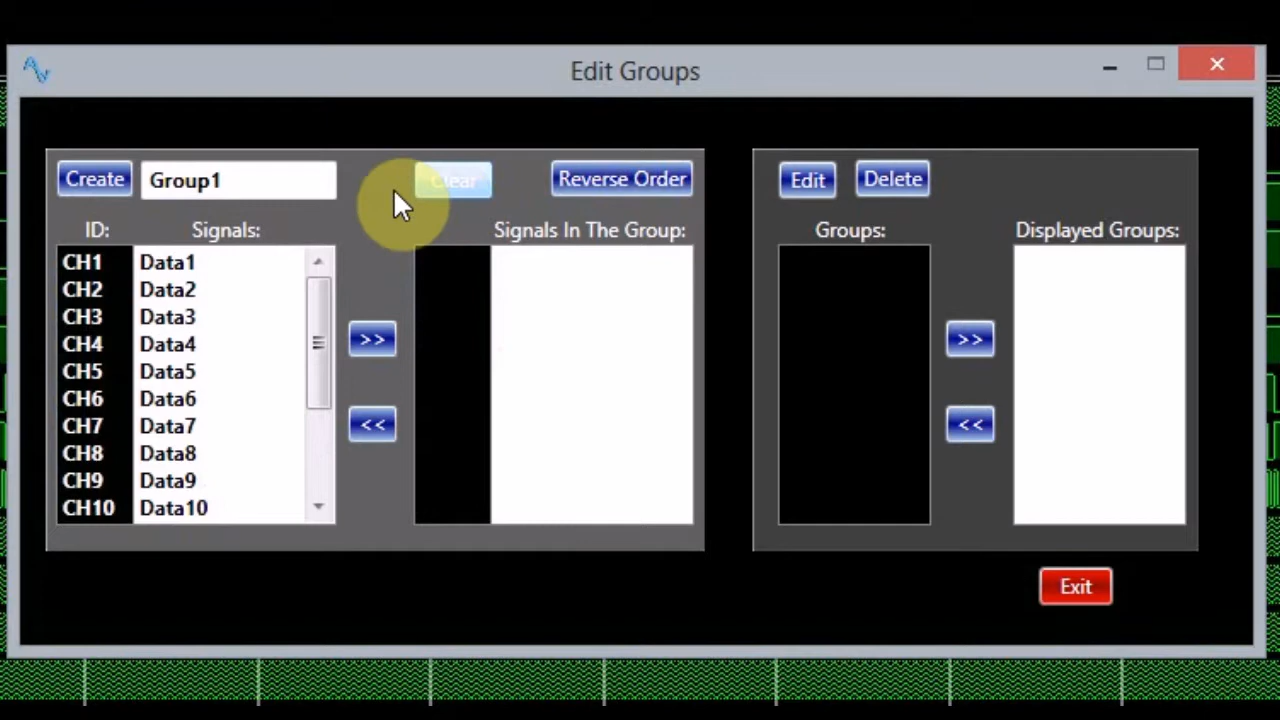 Edit Groups
Create Group1 Clear Reverse Order Edit Delete
ID: Signals: Signals In The Group: Groups: Displayed Groups:
CH1 Data1
CH2 Data2
CH3 Data3
CH4 Data4
CH5 Data5
CH6 Data6
CH7 Data7
CH8 Data8
CH9 Data9
CH10 Data10
>> >>
<< <<
Exit